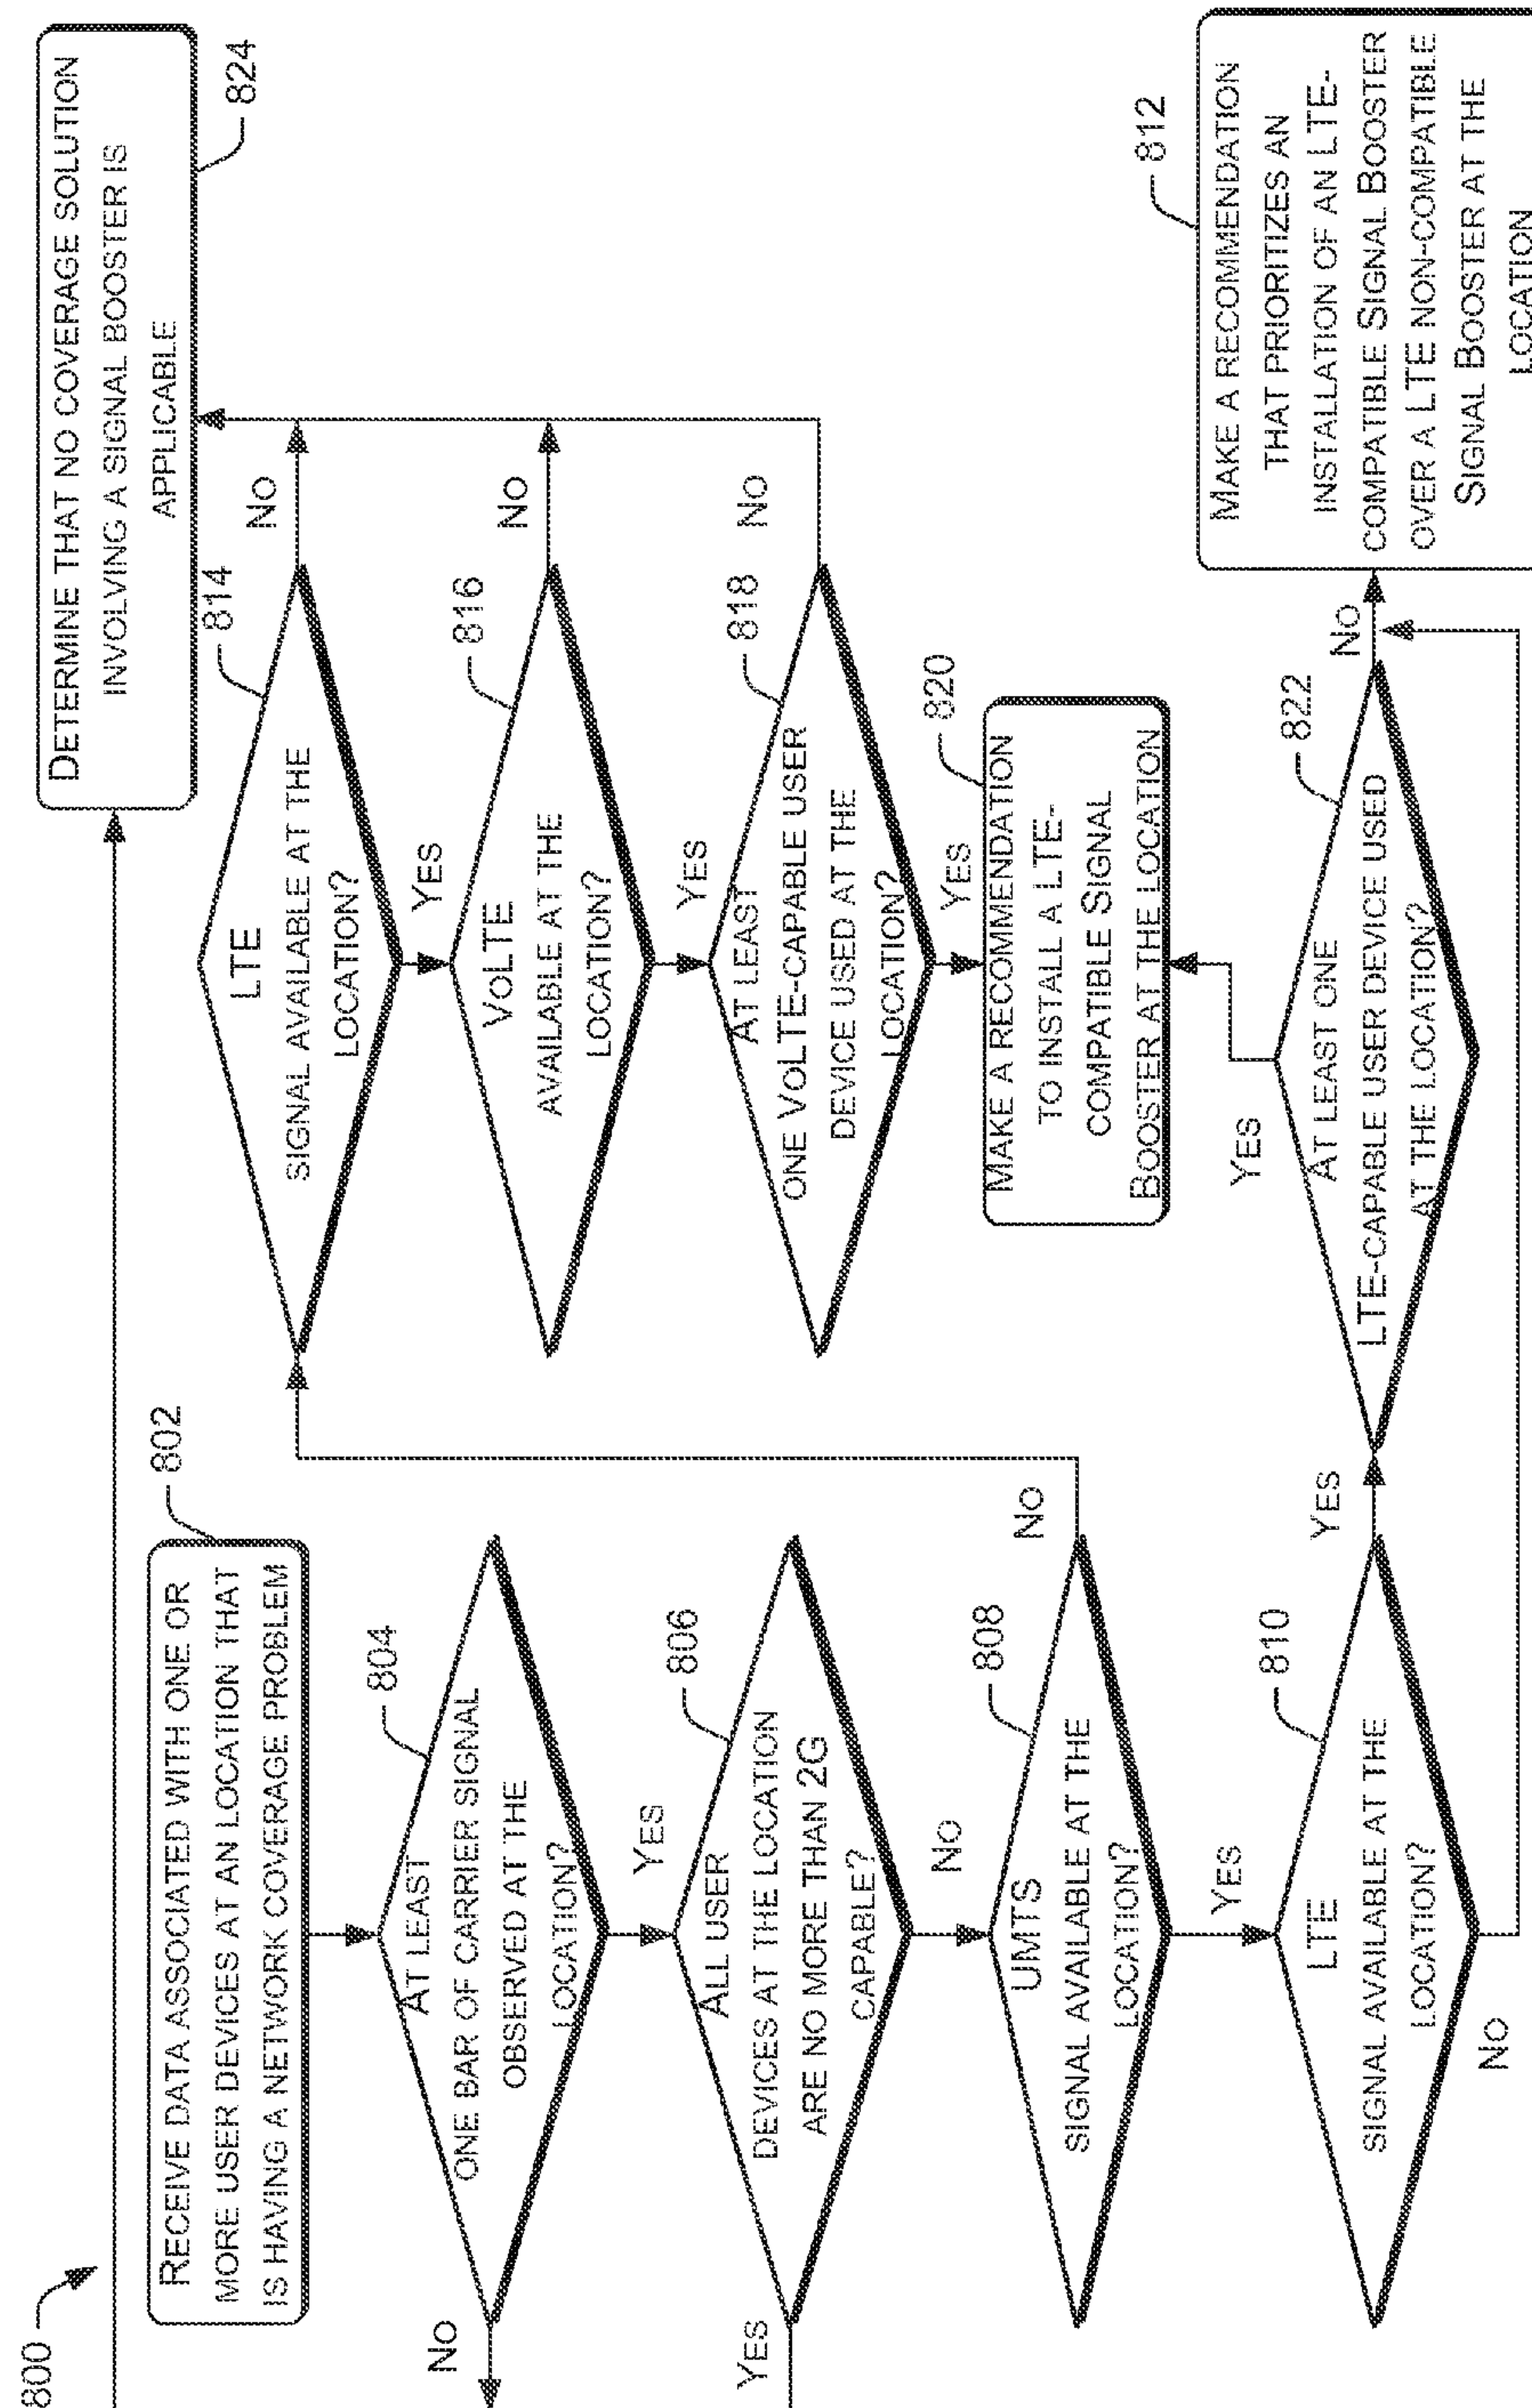 800
RECEIVE DATA ASSOCIATED WITH ONE OR
MORE USER DEVICES AT AN LOCATION THAT
IS HAVING A NETWORK COVERAGE PROBLEM
802
AT LEAST
ONE BAR OF CARRIER SIGNAL
OBSERVED AT THE
LOCATION?
804
NO
YES
ALL USER
DEVICES AT THE LOCATION
ARE NO MORE THAN 2G
CAPABLE?
806
YES
NO
UMTS
SIGNAL AVAILABLE AT THE
LOCATION?
808
NO
YES
LTE
SIGNAL AVAILABLE AT THE
LOCATION?
810
YES
NO
DETERMINE THAT NO COVERAGE SOLUTION
INVOLVING A SIGNAL BOOSTER IS
APPLICABLE
824
LTE
SIGNAL AVAILABLE AT THE
LOCATION?
814
NO
YES
VOLTE
AVAILABLE AT THE
LOCATION?
816
NO
YES
AT LEAST
ONE VOLTE-CAPABLE USER
DEVICE USED AT THE
LOCATION?
818
NO
YES
MAKE A RECOMMENDATION
TO INSTALL A LTE-
COMPATIBLE SIGNAL
BOOSTER AT THE LOCATION
820
YES
AT LEAST ONE
LTE-CAPABLE USER DEVICE USED
AT THE LOCATION?
822
NO
MAKE A RECOMMENDATION
THAT PRIORITIZES AN
INSTALLATION OF AN LTE-
COMPATIBLE SIGNAL BOOSTER
OVER A LTE NON-COMPATIBLE
SIGNAL BOOSTER AT THE
LOCATION
812